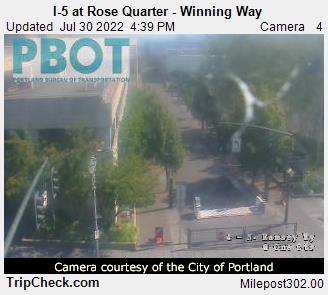 I-5 at Rose Quarter - Winning Way
Updated Jul 30 2022 4:39 PM Camera 4
PBOT
PORTLAND BUREAU OF TRANSPORTATION
Camera courtesy of the City of Portland
TripCheck.com Milepost302.00